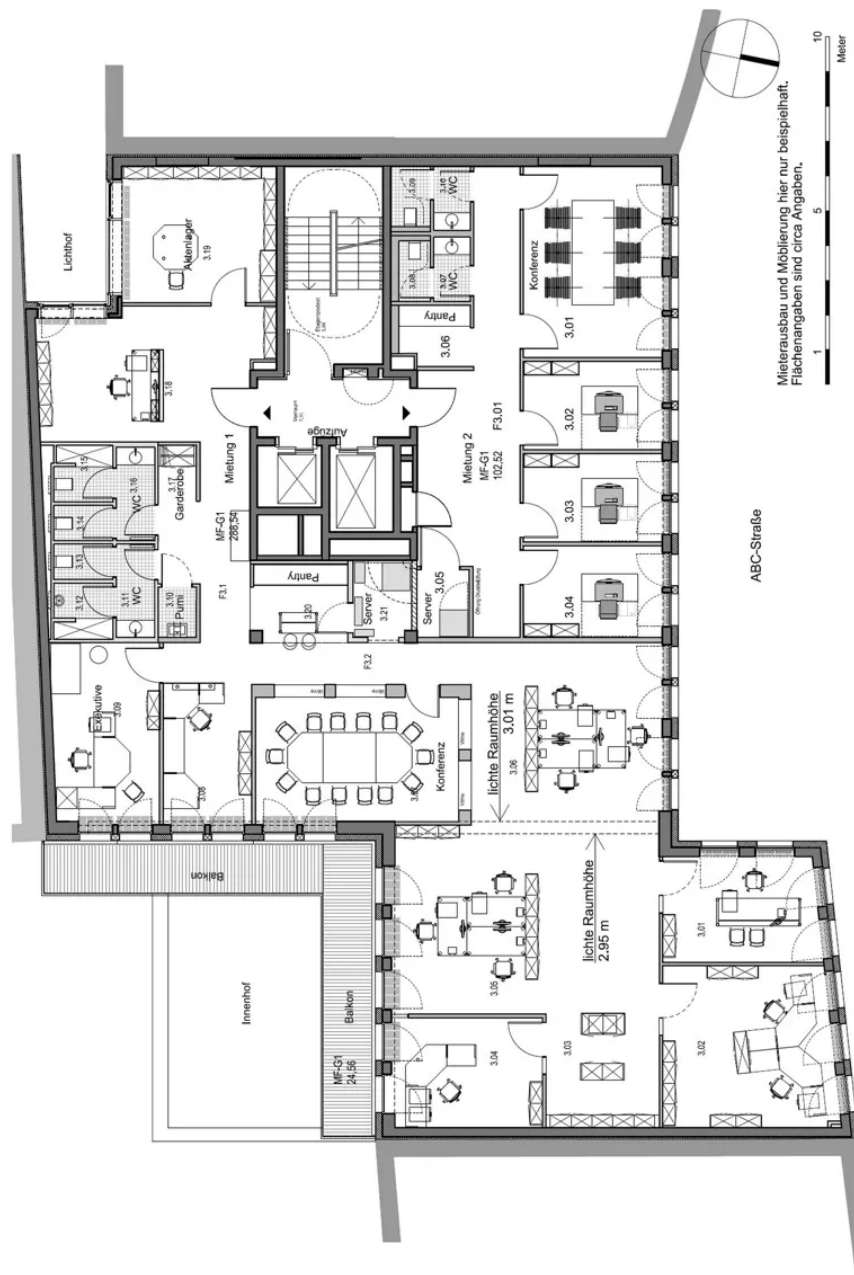 10
Meter
5
1
Mieterausbau und Möblierung hier nur beispielhaft.
Flächenangaben sind circa Angaben.
Lichthof
Aktenlager
3.19
3.18
3.09
3.10
WC
3.08
3.07
WC
Pantry
3.06
Konferenz
3.01
Aufzüge
Mietung 1
MF-G1
288,54
F3,1
Mietung 2
MF-G1
102,52
F3,01
3.02
3.03
3.04
3.15
3.16
WC
3.14
3.13
3.12
3.11
WC
3.17
Garderobe
3.10
Pumi
Pantry
3.20
Server
3.21
Server
3.05
F3,2
ABC-Straße
Exekutive
3.09
3.08
Konferenz
lichte Raumhöhe
3,01 m
3.06
lichte Raumhöhe
2.95 m
Balkon
Innenhof
Balkon
MF-G1
24,56
3.05
3.04
3.03
3.01
3.02